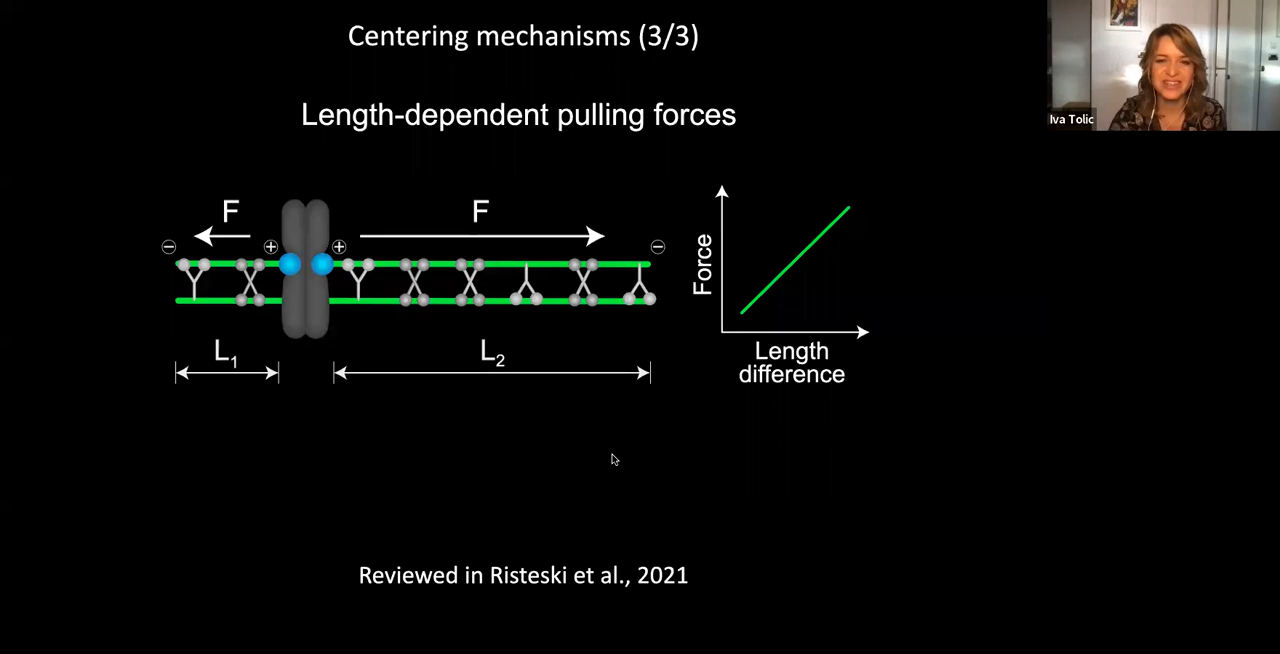 Centering mechanisms (3/3)
Iva Tolic
Length-dependent pulling forces
F
F
− + + −
L₁
L₂
Force
Length
difference
Reviewed in Risteski et al., 2021